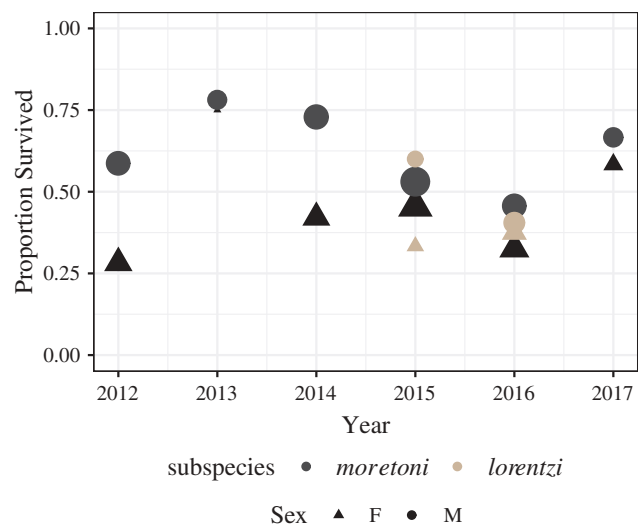 1.00
0.75
0.50
0.25
0.00
Proportion Survived
2012 2013 2014 2015 2016 2017
Year
subspecies moretoni lorentzi
Sex F M